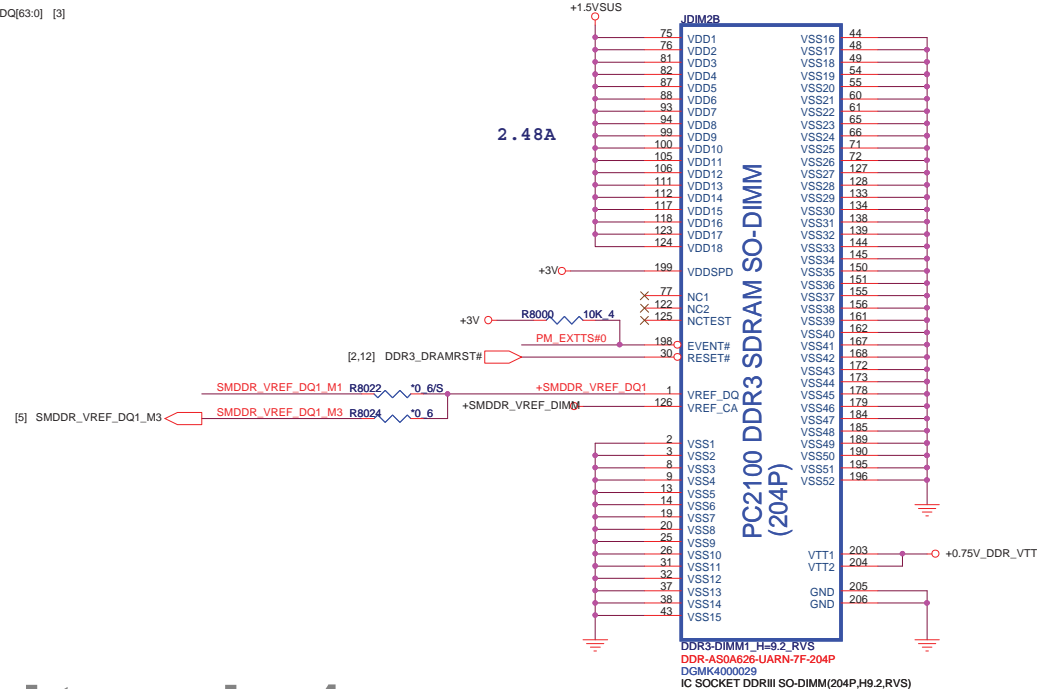 DQ[63:0] [3]
+1.5VSUS
JDIM2B
75 VDD1 VSS16 44
76 VDD2 VSS17 48
81 VDD3 VSS18 49
82 VDD4 VSS19 54
87 VDD5 VSS20 55
88 VDD6 VSS21 60
93 VDD7 VSS22 61
94 VDD8 VSS23 65
2.48A
99 VDD9 VSS24 66
100 VDD10 VSS25 71
105 VDD11 VSS26 72
106 VDD12 VSS27 127
111 VDD13 VSS28 128
112 VDD14 VSS29 133
117 VDD15 VSS30 134
118 VDD16 VSS31 138
123 VDD17 VSS32 139
124 VDD18 VSS33 144
VSS34 145
+3V 199 VDDSPD VSS35 150
VSS36 151
77 NC1 VSS37 155
122 NC2 VSS38 156
125 NCTEST VSS39 161
+3V R8000 10K_4 VSS40 162
PM_EXTTS#0 198 EVENT# VSS41 167
[2,12] DDR3_DRAMRST# 30 RESET# VSS42 168
VSS43 172
VSS44 173
SMDDR_VREF_DQ1_M1 R8022 *0_6/S +SMDDR_VREF_DQ1 1 VREF_DQ VSS45 178
+SMDDR_VREF_DIMM 126 VREF_CA VSS46 179
[5] SMDDR_VREF_DQ1_M3 SMDDR_VREF_DQ1_M3 R8024 *0_6 VSS47 184
VSS48 185
2 VSS1 VSS49 189
3 VSS2 VSS50 190
8 VSS3 VSS51 195
9 VSS4 VSS52 196
13 VSS5
14 VSS6
19 VSS7
20 VSS8
25 VSS9
26 VSS10 VTT1 203 +0.75V_DDR_VTT
31 VSS11 VTT2 204
32 VSS12
37 VSS13 GND 205
38 VSS14 GND 206
43 VSS15
PC2100 DDR3 SDRAM SO-DIMM
(204P)
DDR3-DIMM1_H=9.2_RVS
DDR-AS0A626-UARN-7F-204P
DGMK4000029
IC SOCKET DDRIII SO-DIMM(204P,H9.2,RVS)